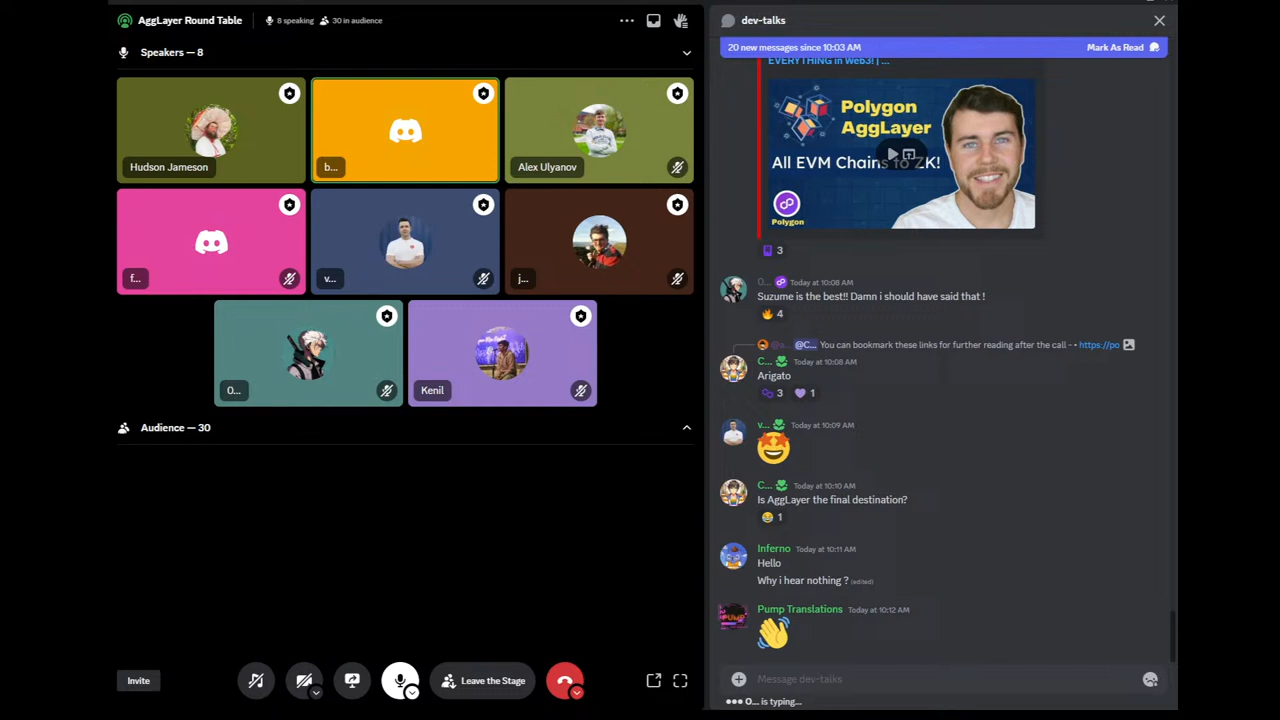 AggLayer Round Table
8 speaking
30 in audience
Speakers — 8
Hudson Jameson
b...
Alex Ulyanov
f...
v...
j...
0...
Kenil
Audience — 30
Invite
Leave the Stage
dev-talks
20 new messages since 10:03 AM
Mark As Read
EVERYTHING in Web3! | ...
Polygon
AggLayer
All EVM Chains to ZK!
Polygon
3
0... Today at 10:08 AM
Suzume is the best!! Damn i should have said that !
4
@C... You can bookmark these links for further reading after the call - • https://po
C... Today at 10:08 AM
Arigato
3 1
v... Today at 10:09 AM
C... Today at 10:10 AM
Is AggLayer the final destination?
1
Inferno Today at 10:11 AM
Hello
Why i hear nothing ? (edited)
Pump Translations Today at 10:12 AM
Message dev-talks
0... is typing...